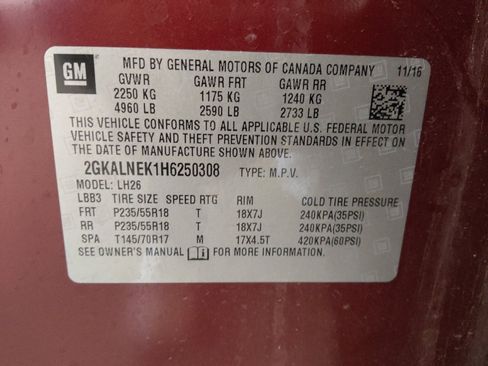 GM
MFD BY GENERAL MOTORS OF CANADA COMPANY 11/16
GVWR GAWR FRT GAWR RR
2250 KG 1175 KG 1240 KG
4960 LB 2590 LB 2733 LB
THIS VEHICLE CONFORMS TO ALL APPLICABLE U.S. FEDERAL MOTOR
VEHICLE SAFETY AND THEFT PREVENTION STANDARDS IN EFFECT ON
THE DATE OF MANUFACTURE SHOWN ABOVE.
2GKALNEK1H6250308 TYPE: M.P.V.
MODEL: LH26
LBB3 TIRE SIZE SPEED RTG RIM COLD TIRE PRESSURE
FRT P235/55R18 T 18X7J 240KPA(35PSI)
RR P235/55R18 T 18X7J 240KPA(35PSI)
SPA T145/70R17 M 17X4.5T 420KPA(60PSI)
SEE OWNER'S MANUAL FOR MORE INFORMATION.